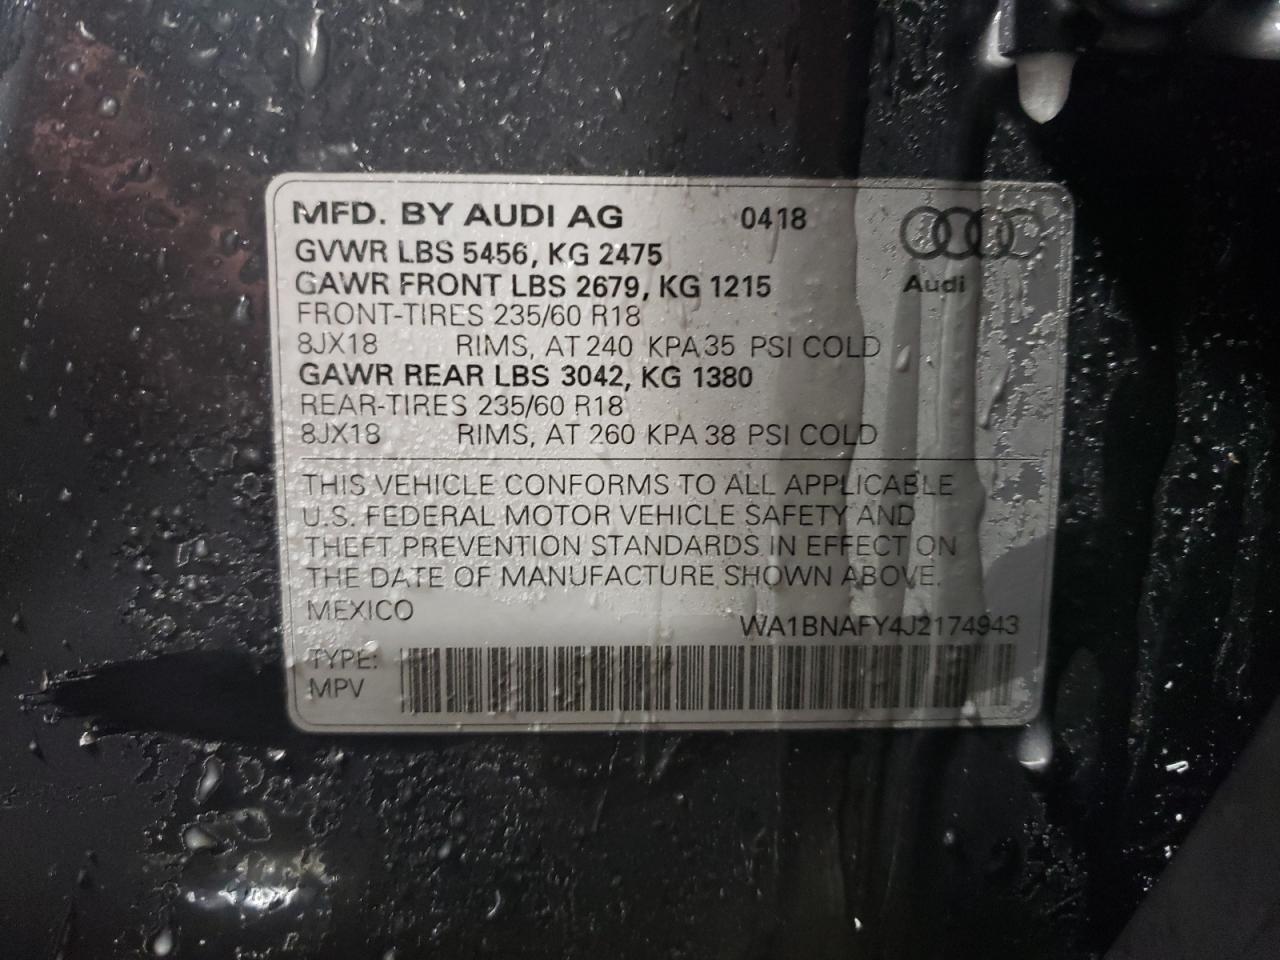 MFD. BY AUDI AG 0418
GVWR LBS 5456, KG 2475
GAWR FRONT LBS 2679, KG 1215
Audi
FRONT-TIRES 235/60 R18
8JX18 RIMS, AT 240 KPA 35 PSI COLD
GAWR REAR LBS 3042, KG 1380
REAR-TIRES 235/60 R18
8JX18 RIMS, AT 260 KPA 38 PSI COLD
THIS VEHICLE CONFORMS TO ALL APPLICABLE
U.S. FEDERAL MOTOR VEHICLE SAFETY AND
THEFT PREVENTION STANDARDS IN EFFECT ON
THE DATE OF MANUFACTURE SHOWN ABOVE.
MEXICO
WA1BNAFY4J2174943
TYPE:
MPV